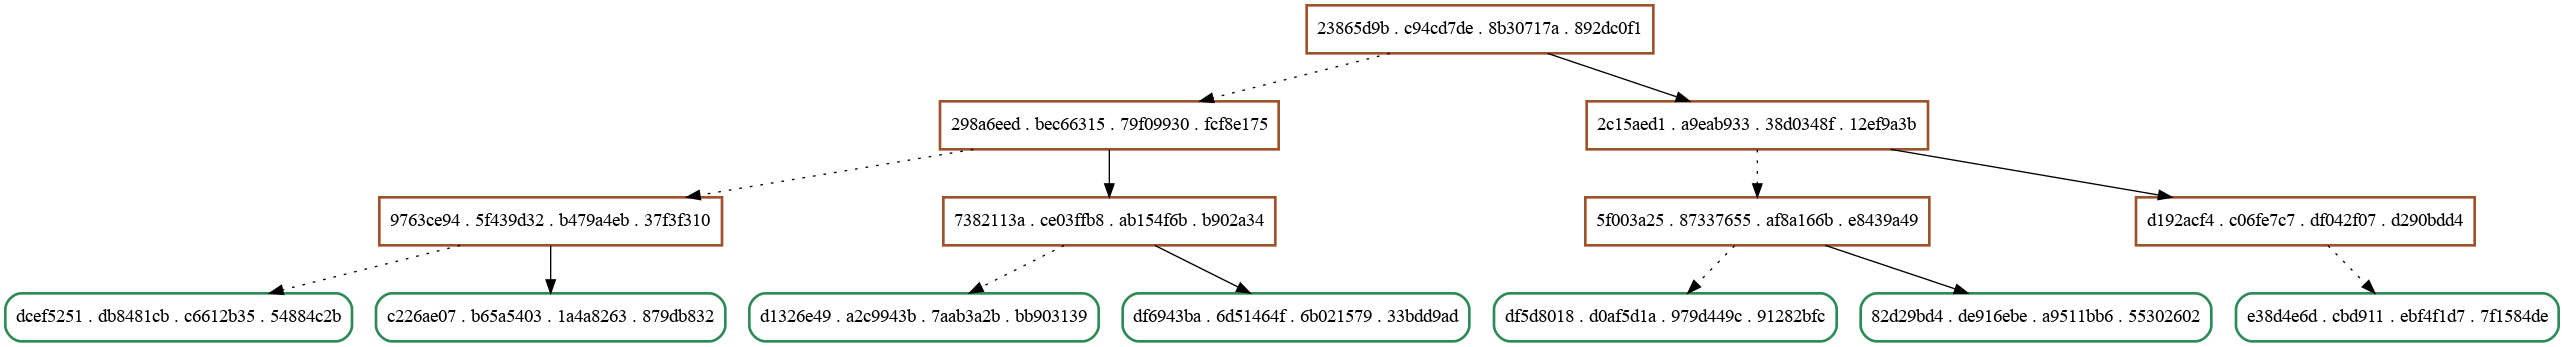 23865d9b . c94cd7de . 8b30717a . 892dc0f1
298a6eed . bec66315 . 79f09930 . fcf8e175
2c15aed1 . a9eab933 . 38d0348f . 12ef9a3b
9763ce94 . 5f439d32 . b479a4eb . 37f3f310
7382113a . ce03ffb8 . ab154f6b . b902a34
5f003a25 . 87337655 . af8a166b . e8439a49
d192acf4 . c06fe7c7 . df042f07 . d290bdd4
dcef5251 . db8481cb . c6612b35 . 54884c2b
c226ae07 . b65a5403 . 1a4a8263 . 879db832
d1326e49 . a2c9943b . 7aab3a2b . bb903139
df6943ba . 6d51464f . 6b021579 . 33bdd9ad
df5d8018 . d0af5d1a . 979d449c . 91282bfc
82d29bd4 . de916ebe . a9511bb6 . 55302602
e38d4e6d . cbd911 . ebf4f1d7 . 7f1584de